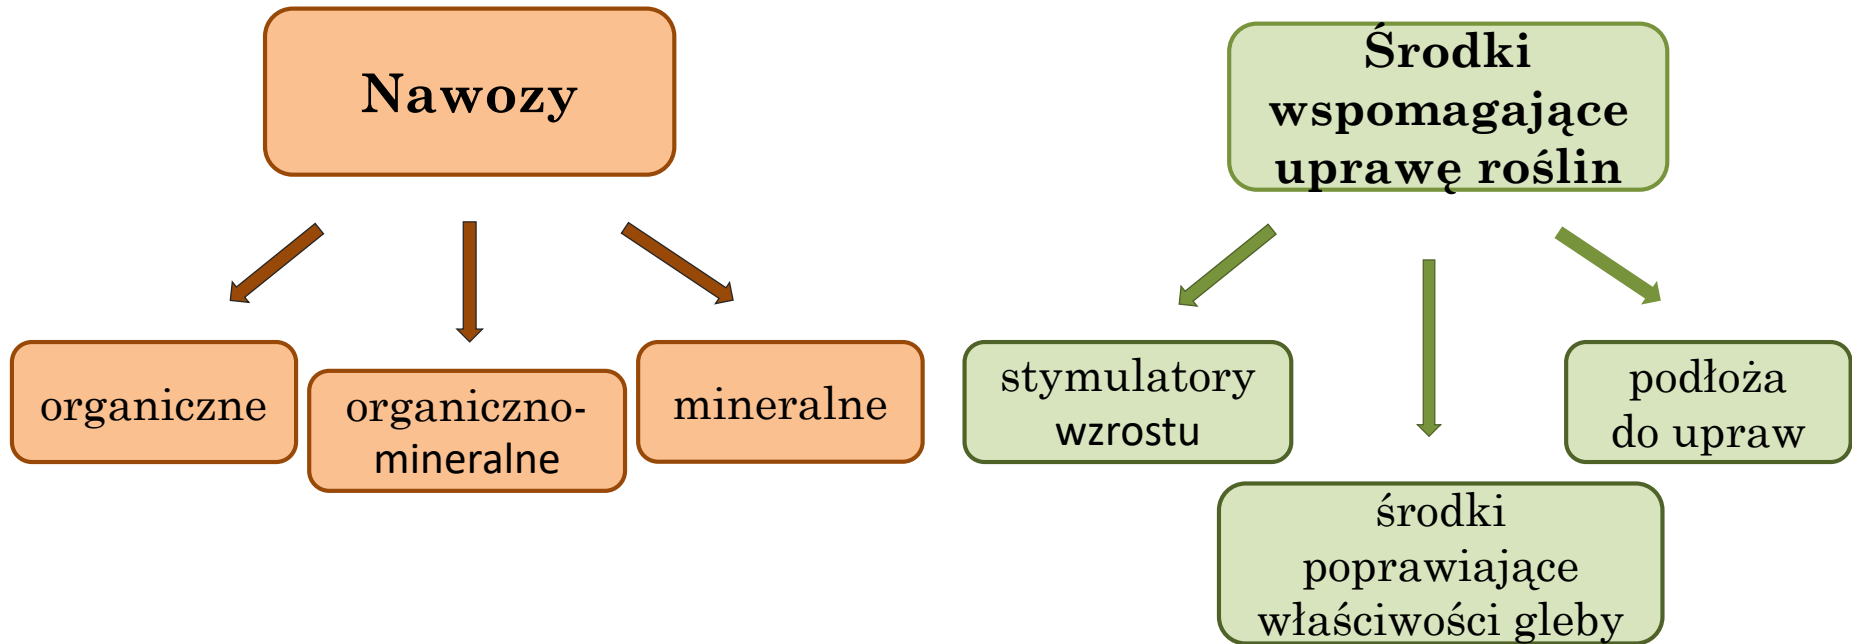 Nawozy
organiczne
organiczno-
mineralne
mineralne
Środki
wspomagające
uprawę roślin
stymulatory
wzrostu
środki
poprawiające
właściwości gleby
podłoża
do upraw